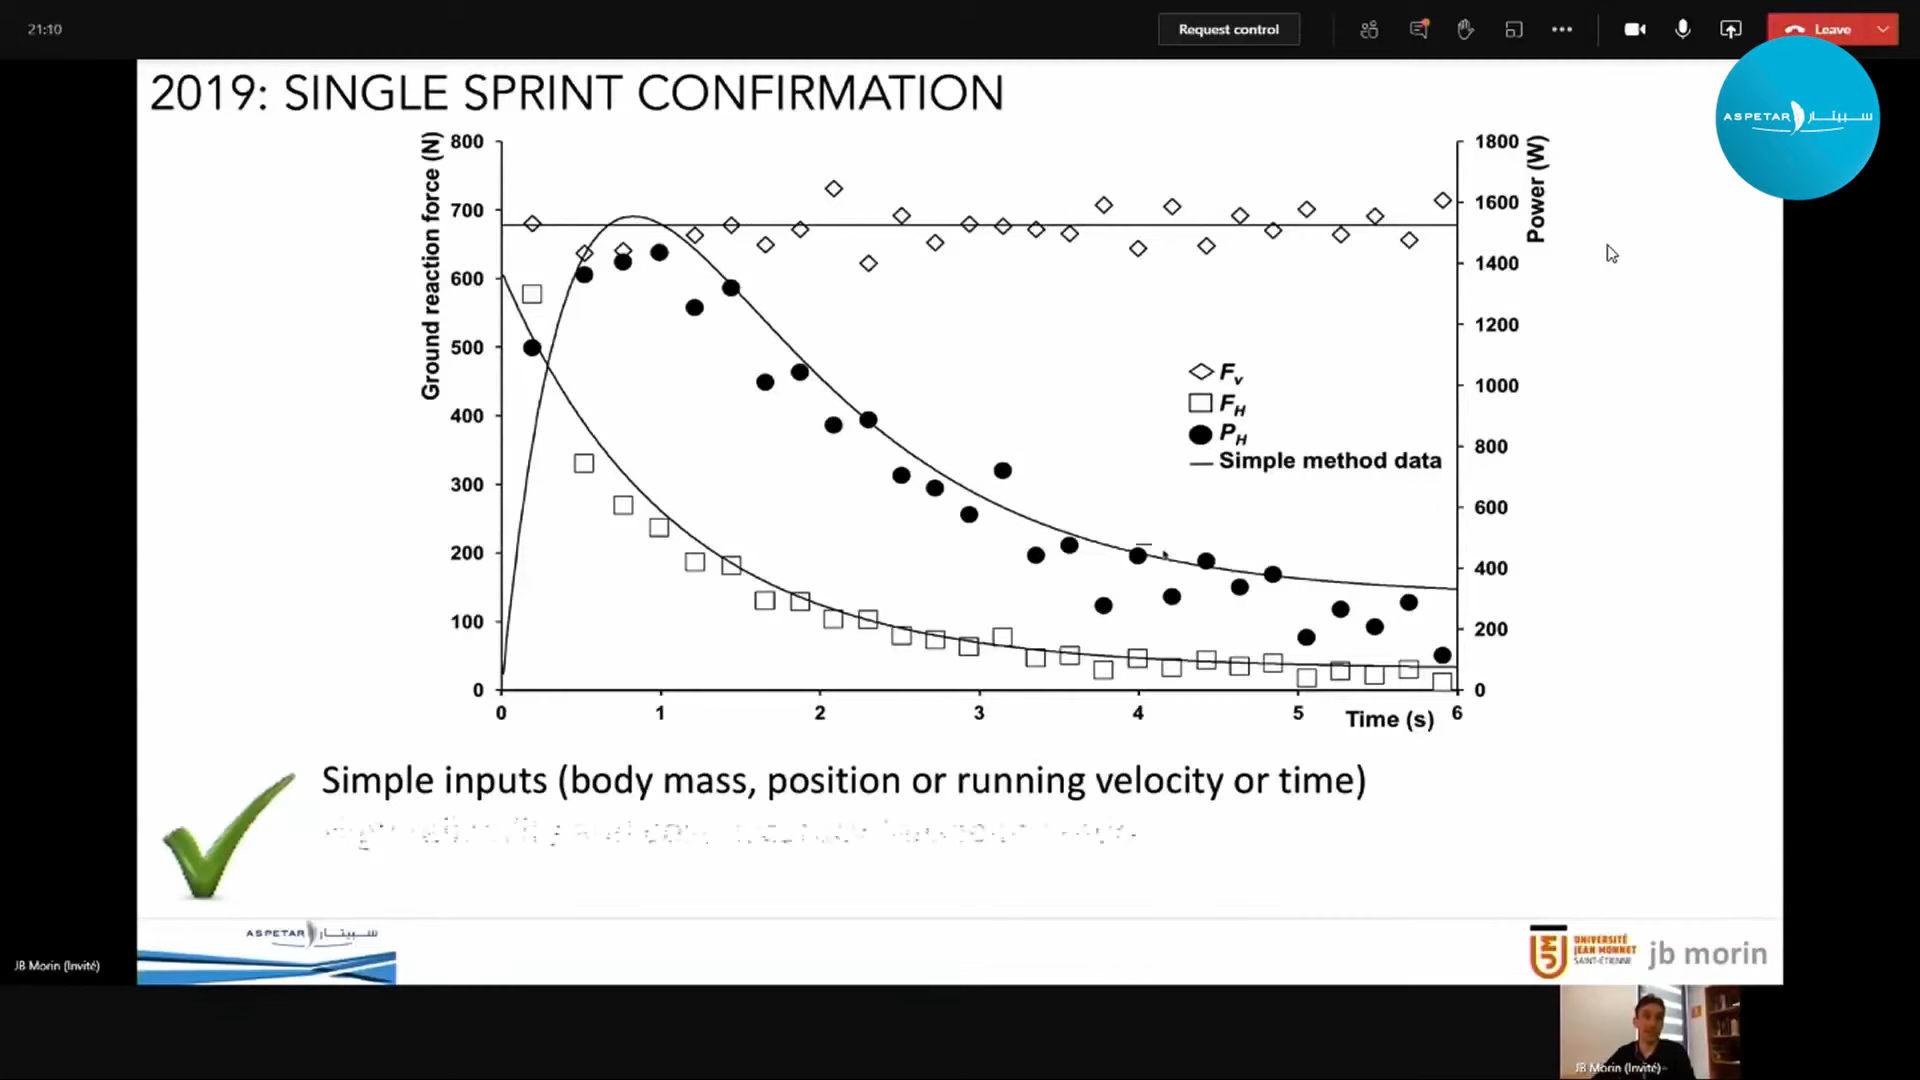 21:10
Request control
Leave
ASPETAR سبيتار
2019: SINGLE SPRINT CONFIRMATION
Ground reaction force (N)
800
700
600
500
400
300
200
100
0
1800
1600
1400
1200
1000
800
600
400
200
0
Power (W)
Fv
FH
PH
Simple method data
0
1
2
3
4
5
6
Time (s)
Simple inputs (body mass, position or running velocity or time)
ASPETAR سبيتار
UNIVERSITÉ
JEAN MONNET
SAINT-ÉTIENNE
jb morin
JB Morin (Invité)
JB Morin (Invité)